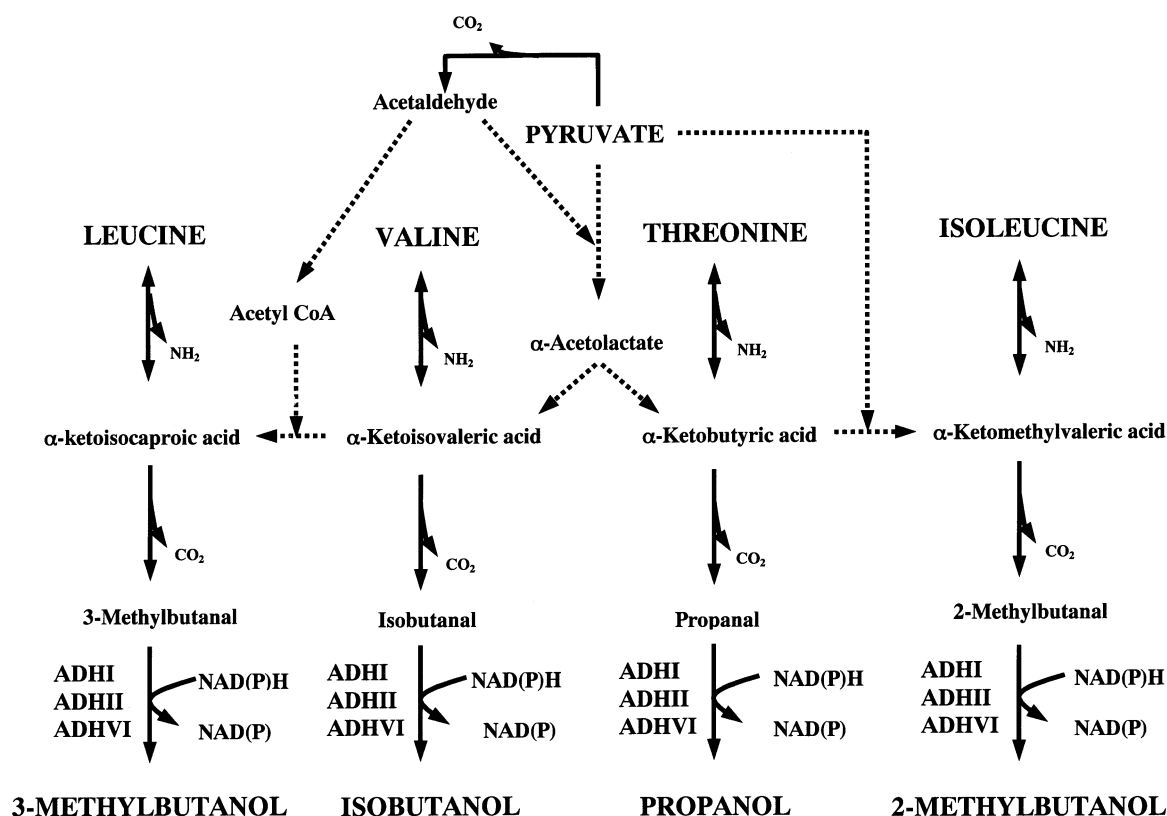 CO₂
Acetaldehyde
PYRUVATE
LEUCINE
VALINE
THREONINE
ISOLEUCINE
Acetyl CoA
α-Acetolactate
NH₂
NH₂
NH₂
NH₂
α-ketoisocaproic acid
α-Ketoisovaleric acid
α-Ketobutyric acid
α-Ketomethylvaleric acid
CO₂
CO₂
CO₂
CO₂
3-Methylbutanal
Isobutanal
Propanal
2-Methylbutanal
ADHI
ADHII
ADHVI
NAD(P)H
NAD(P)
ADHI
ADHII
ADHVI
NAD(P)H
NAD(P)
ADHI
ADHII
ADHVI
NAD(P)H
NAD(P)
ADHI
ADHII
ADHVI
NAD(P)H
NAD(P)
3-METHYLBUTANOL
ISOBUTANOL
PROPANOL
2-METHYLBUTANOL